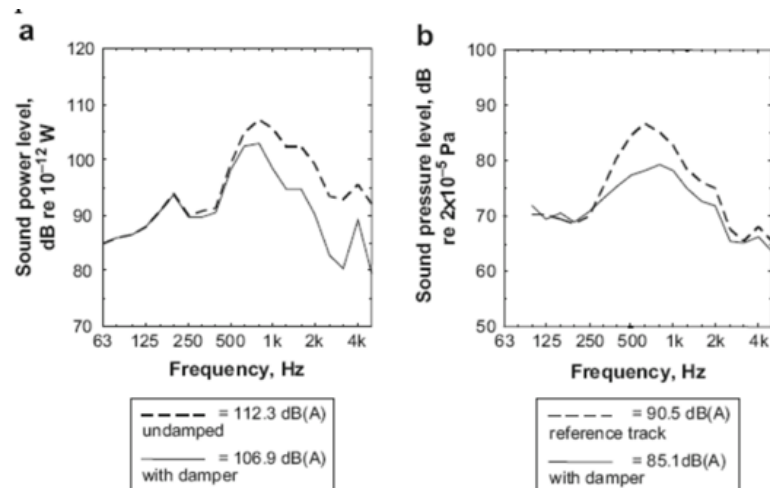 a
Sound power level,
dB re 10⁻¹² W
120
110
100
90
80
70
63 125 250 500 1k 2k 4k
Frequency, Hz
= 112.3 dB(A)
undamped
= 106.9 dB(A)
with damper
b
Sound pressure level, dB
re 2x10⁻⁵ Pa
100
90
80
70
60
50
63 125 250 500 1k 2k 4k
Frequency, Hz
= 90.5 dB(A)
reference track
= 85.1dB(A)
with damper